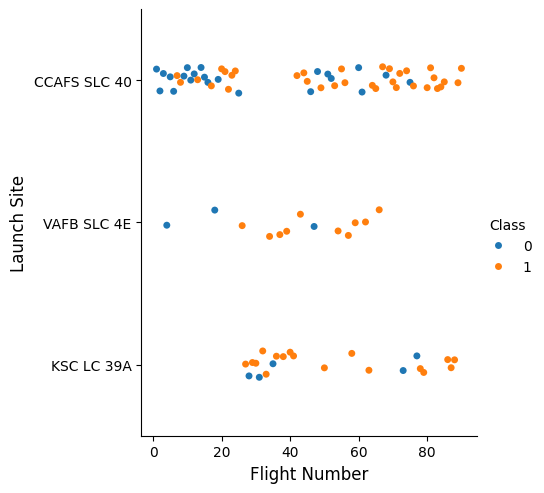 CCAFS SLC 40
VAFB SLC 4E
KSC LC 39A
Launch Site
0 20 40 60 80
Flight Number
Class
0
1